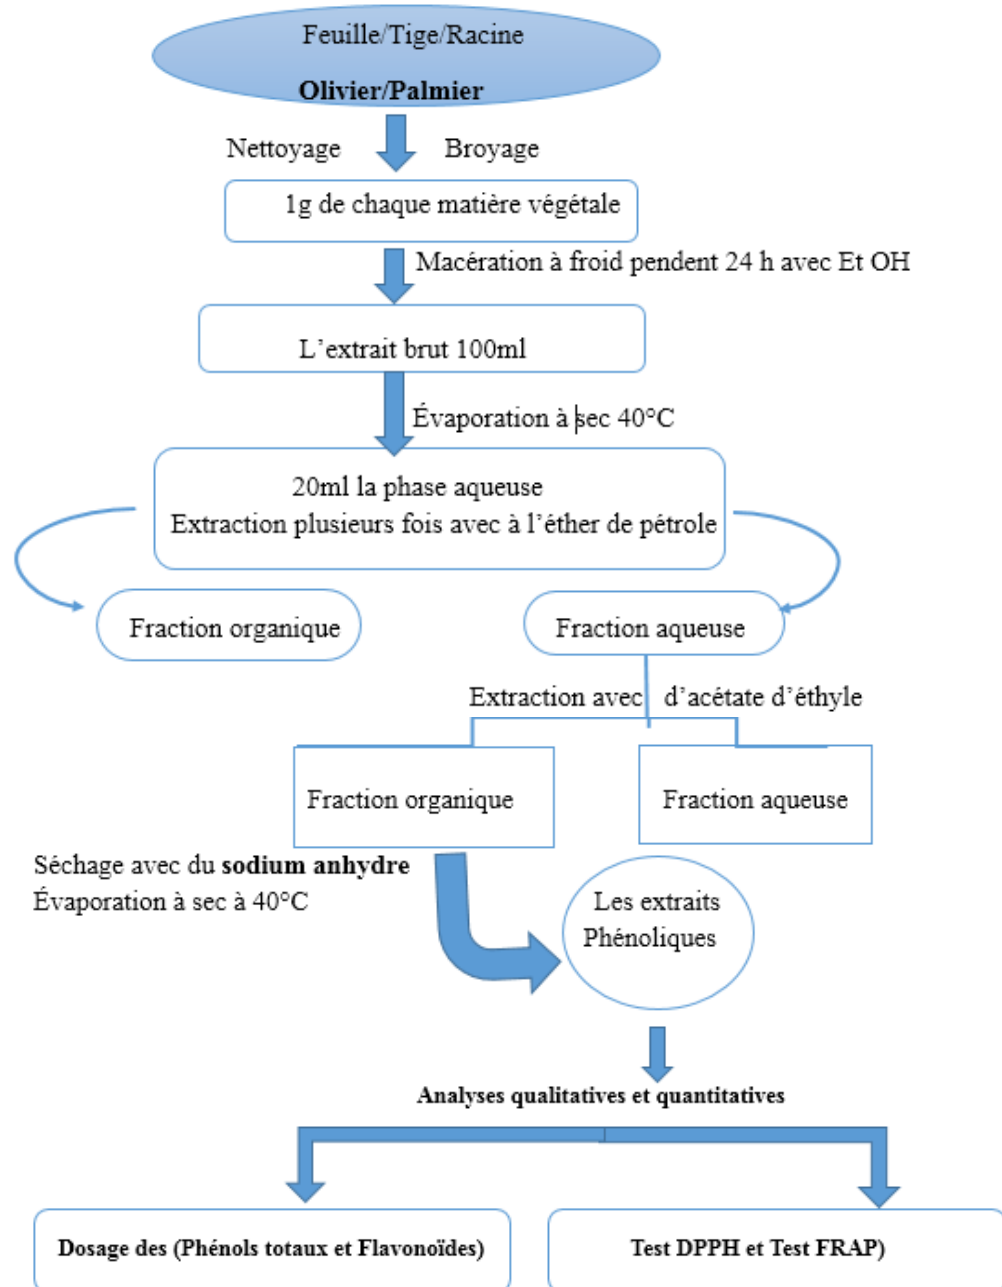 Feuille/Tige/Racine
Olivier/Palmier
Nettoyage Broyage
1g de chaque matière végétale
Macération à froid pendent 24 h avec Et OH
L'extrait brut 100ml
Évaporation à sec 40°C
20ml la phase aqueuse
Extraction plusieurs fois avec à l'éther de pétrole
Fraction organique
Fraction aqueuse
Extraction avec d'acétate d'éthyle
Fraction organique
Fraction aqueuse
Séchage avec du sodium anhydre
Évaporation à sec à 40°C
Les extraits
Phénoliques
Analyses qualitatives et quantitatives
Dosage des (Phénols totaux et Flavonoïdes)
Test DPPH et Test FRAP)